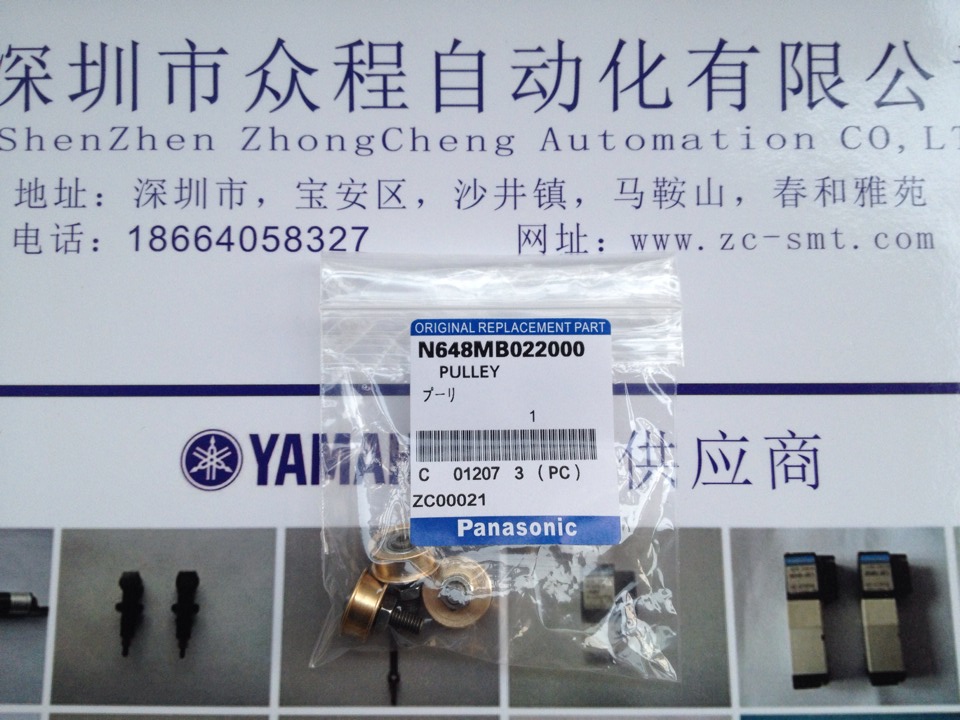 深圳市众程自动化有限公
ShenZhen ZhongCheng Automation CO,LT
地址：深圳市，宝安区，沙井镇，马鞍山，春和雅苑
电话：18664058327 网址：www.zc-smt.com
ORIGINAL REPLACEMENT PART
N648MB022000
PULLEY
プーリ
1
C 01207 3 (PC)
ZC00021
Panasonic
YAMA 供应商